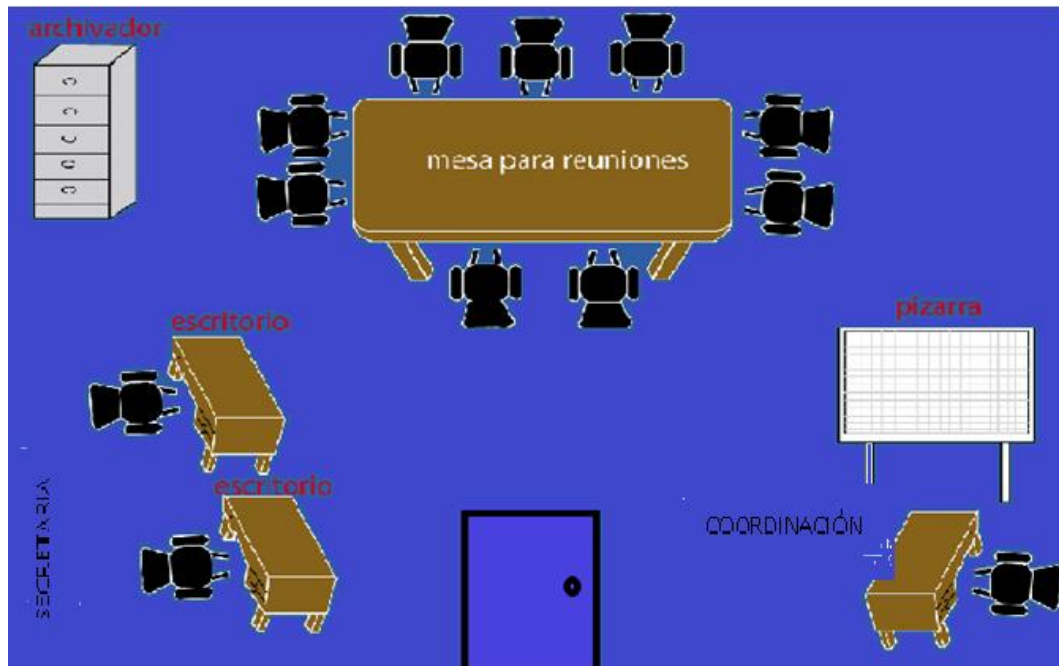 archivador
mesa para reuniones
escritorio
pizarra
escritorio
SECRETARIA
COORDINACIÓN